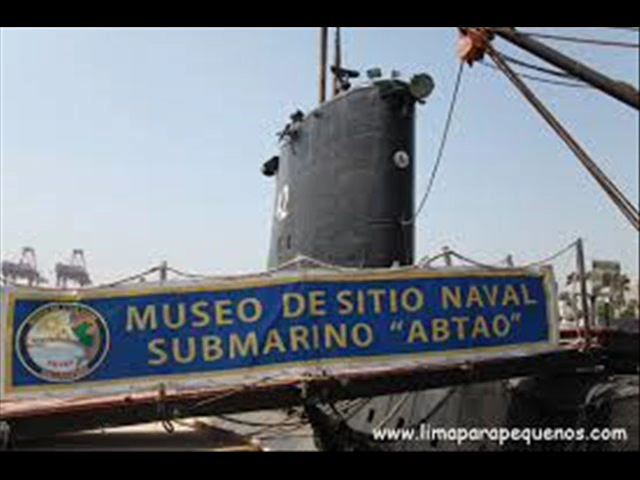 MUSEO DE SITIO NAVAL
SUBMARINO "ABTAO"
www.limaparapequenos.com